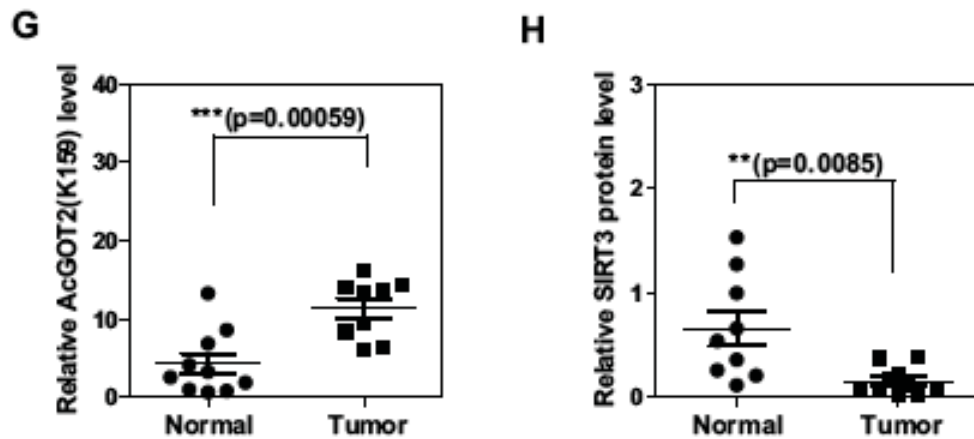 G
Relative AcGOT2(K159) level
40
30
20
10
0
***(p=0.00059)
Normal Tumor
H
Relative SIRT3 protein level
3
2
1
0
**(p=0.0085)
Normal Tumor